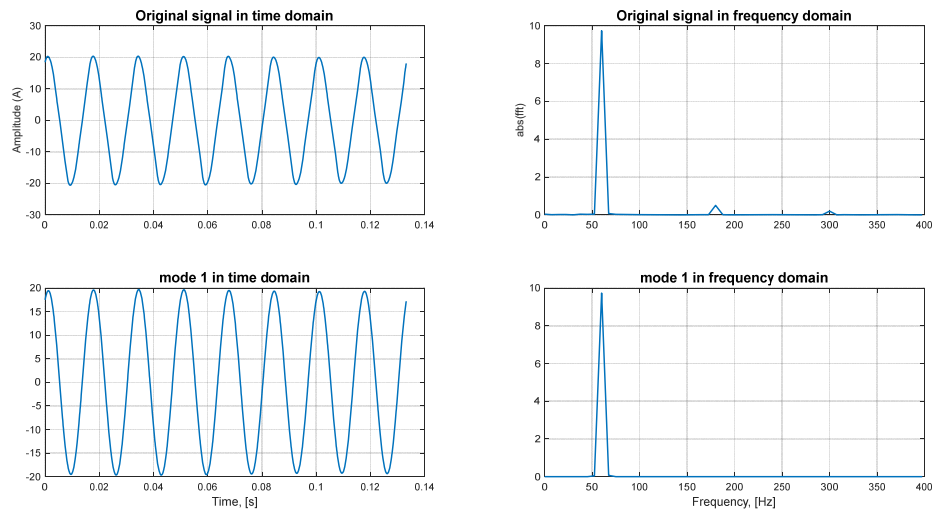 Original signal in time domain
30
20
10
0
-10
-20
-30
Amplitude (A)
0 0.02 0.04 0.06 0.08 0.1 0.12 0.14
Original signal in frequency domain
10
8
6
4
2
0
abs(fft)
0 50 100 150 200 250 300 350 400
mode 1 in time domain
20
15
10
5
0
-5
-10
-15
-20
0 0.02 0.04 0.06 0.08 0.1 0.12 0.14
Time, [s]
mode 1 in frequency domain
10
8
6
4
2
0
0 50 100 150 200 250 300 350 400
Frequency, [Hz]